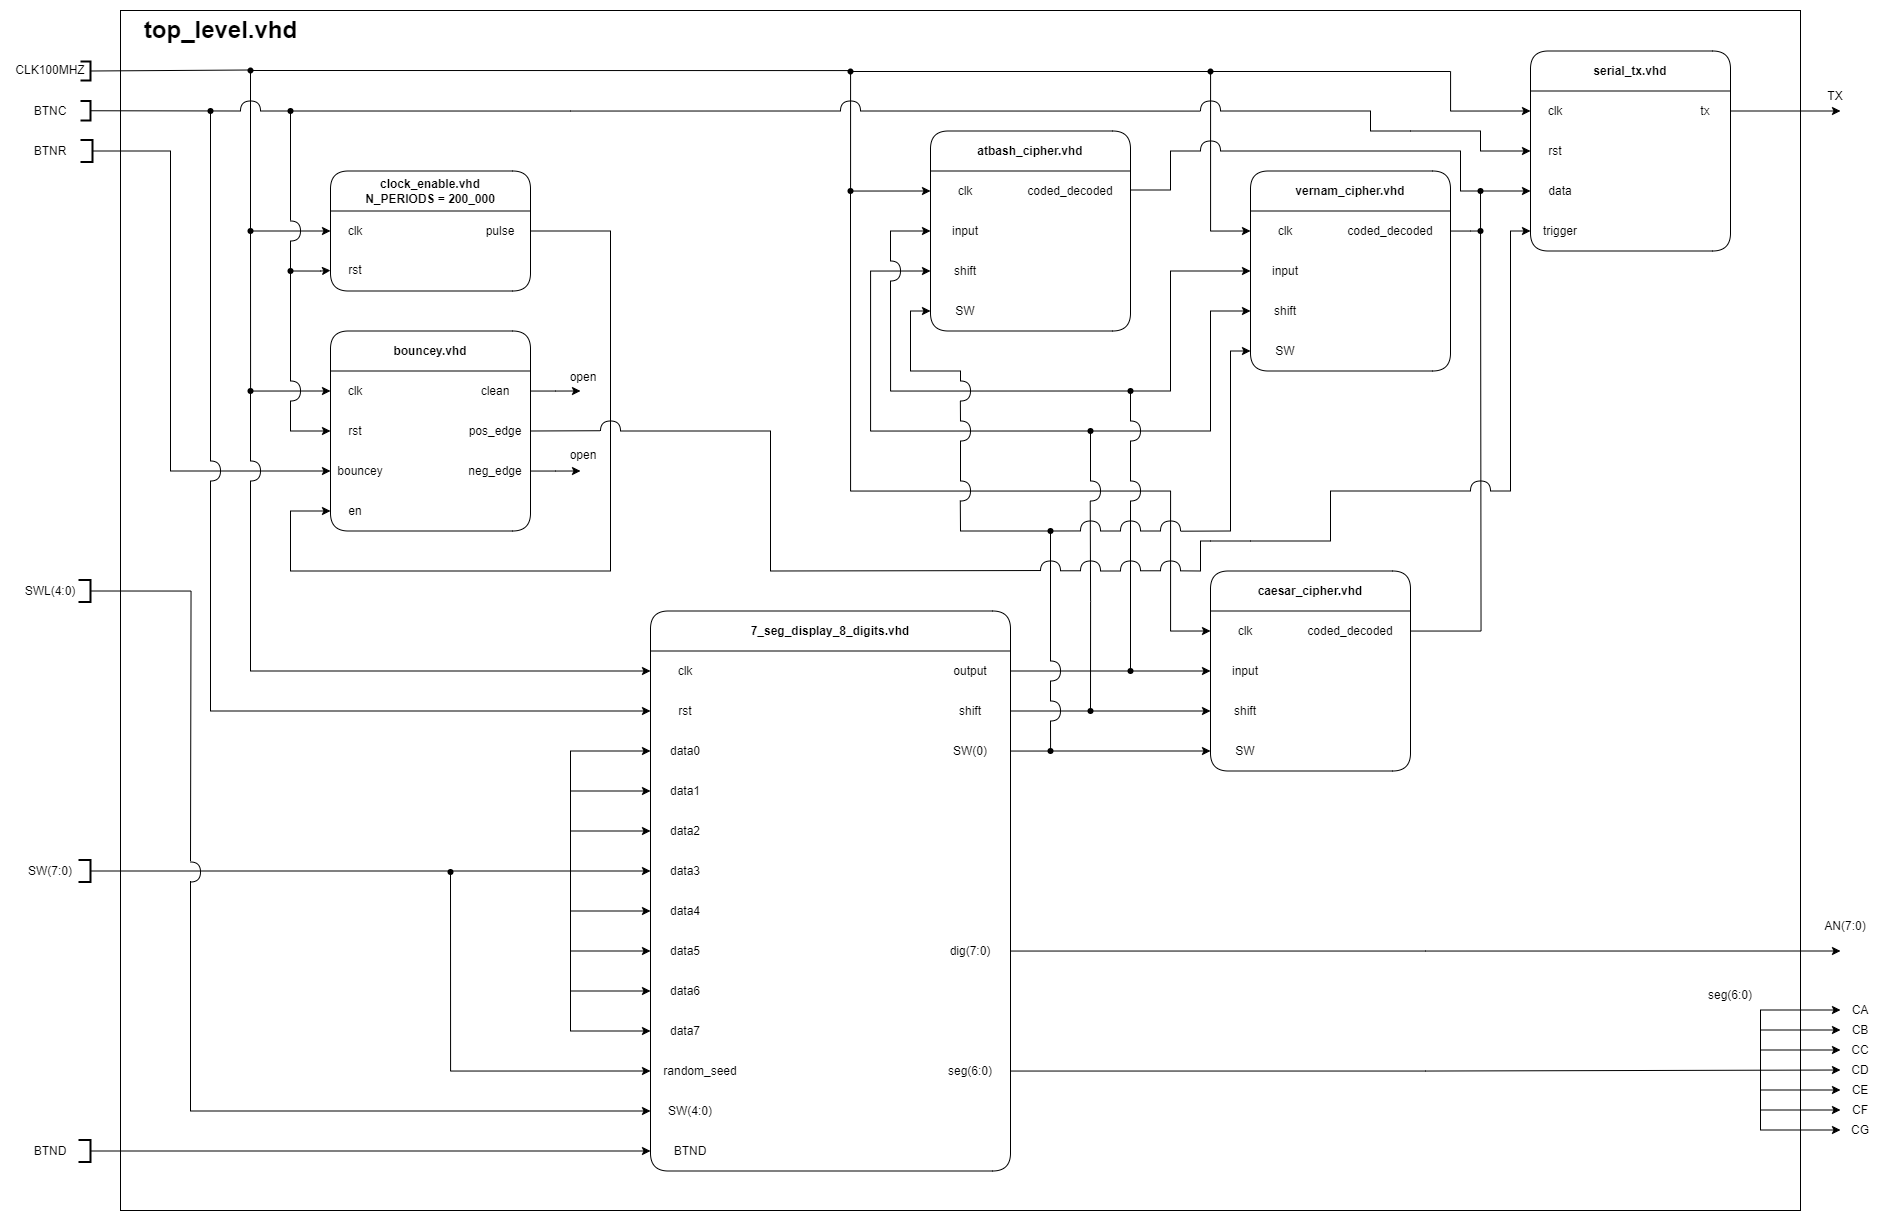 top_level.vhd
CLK100MHZ
BTNC
BTNR
SWL(4:0)
SW(7:0)
BTND
clock_enable.vhd
N_PERIODS = 200_000
clk
pulse
rst
bouncey.vhd
clk
clean
rst
pos_edge
bouncey
neg_edge
en
open
open
atbash_cipher.vhd
clk
coded_decoded
input
shift
SW
vernam_cipher.vhd
clk
coded_decoded
input
shift
SW
serial_tx.vhd
clk
tx
rst
data
trigger
TX
caesar_cipher.vhd
clk
coded_decoded
input
shift
SW
7_seg_display_8_digits.vhd
clk
output
rst
shift
data0
SW(0)
data1
data2
data3
data4
data5
dig(7:0)
data6
data7
random_seed
seg(6:0)
SW(4:0)
BTND
AN(7:0)
seg(6:0)
CA
CB
CC
CD
CE
CF
CG